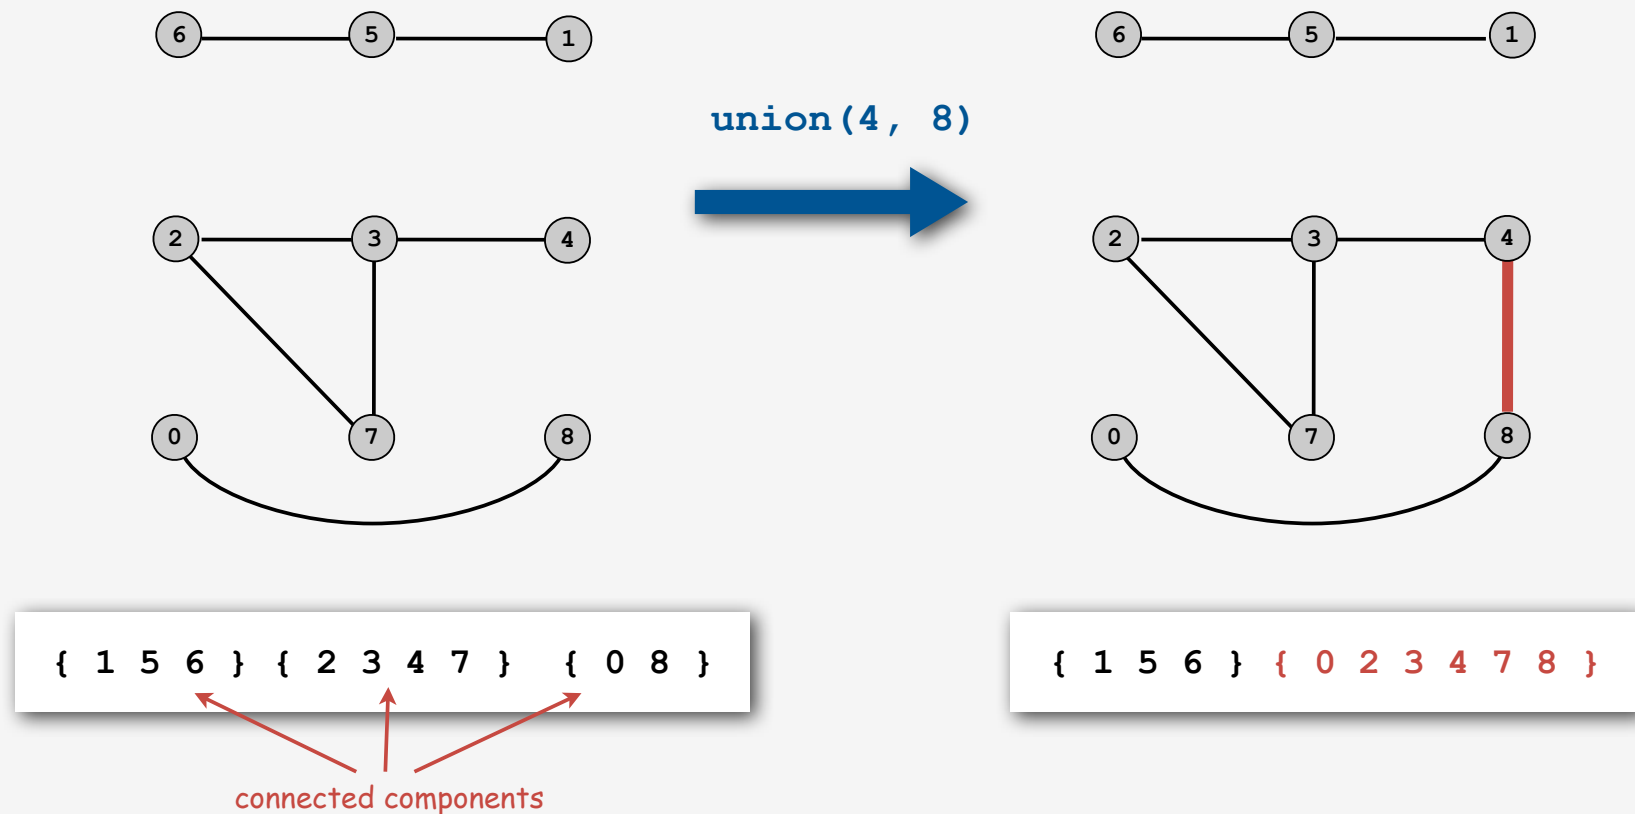 6 5 1
6 5 1
union(4, 8)
2 3 4
2 3 4
0 7 8
0 7 8
{ 1 5 6 } { 2 3 4 7 } { 0 8 }
{ 1 5 6 } { 0 2 3 4 7 8 }
connected components